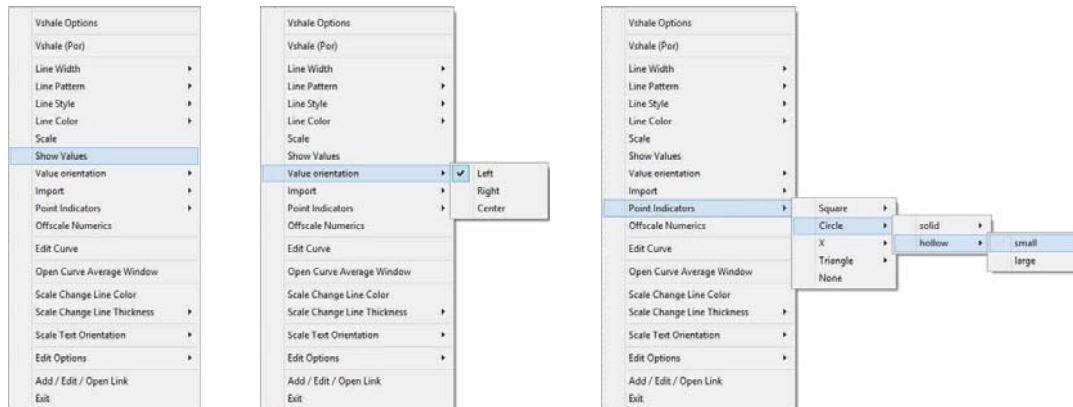 Vshale Options
Vshale (Por)
Line Width
Line Pattern
Line Style
Line Color
Scale
Show Values
Value orientation
Import
Point Indicators
Offscale Numerics
Edit Curve
Open Curve Average Window
Scale Change Line Color
Scale Change Line Thickness
Scale Text Orientation
Edit Options
Add / Edit / Open Link
Exit
Vshale Options
Vshale (Por)
Line Width
Line Pattern
Line Style
Line Color
Scale
Show Values
Value orientation
Import
Point Indicators
Offscale Numerics
Edit Curve
Open Curve Average Window
Scale Change Line Color
Scale Change Line Thickness
Scale Text Orientation
Edit Options
Add / Edit / Open Link
Exit
Left
Right
Center
Vshale Options
Vshale (Por)
Line Width
Line Pattern
Line Style
Line Color
Scale
Show Values
Value orientation
Import
Point Indicators
Offscale Numerics
Edit Curve
Open Curve Average Window
Scale Change Line Color
Scale Change Line Thickness
Scale Text Orientation
Edit Options
Add / Edit / Open Link
Exit
Square
Circle
X
Triangle
None
solid
hollow
small
large